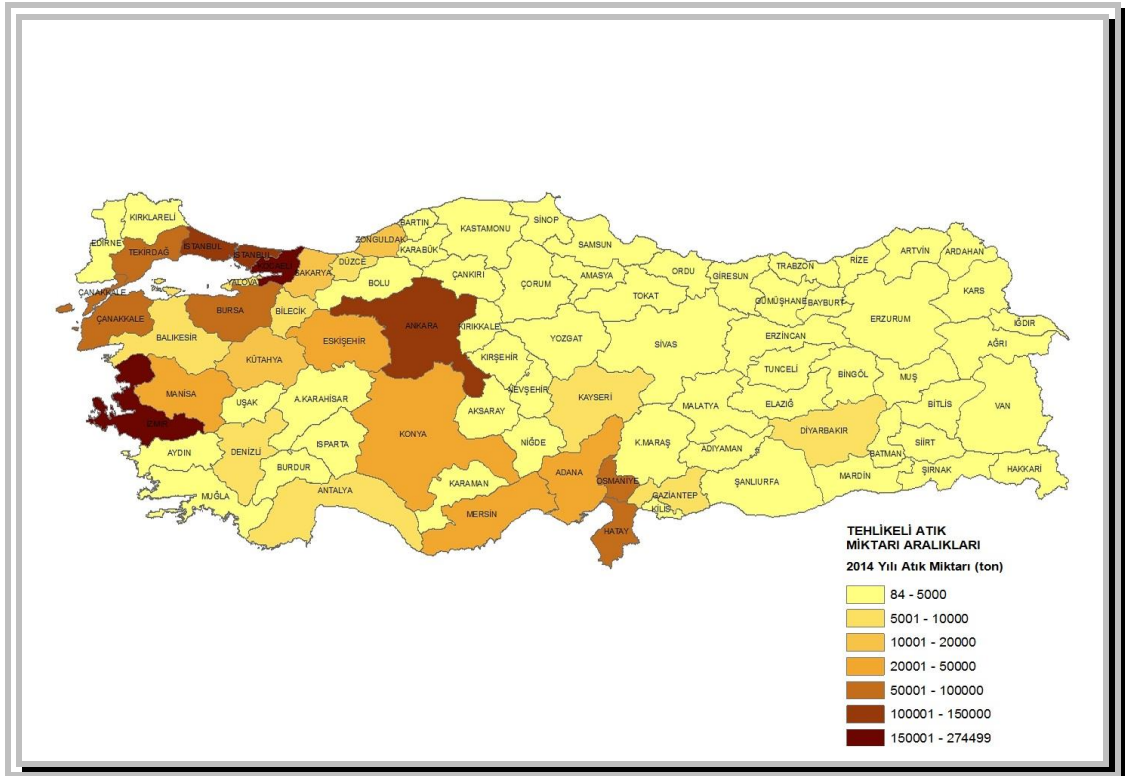 KIRKLARELİ
EDİRNE
TEKİRDAĞ
İSTANBUL
İSTANBUL
KOCAELİ
YALOVA
SAKARYA
DÜZCE
ZONGULDAK
BARTIN
KARABÜK
KASTAMONU
SİNOP
SAMSUN
ÇANKIRI
BOLU
ÇORUM
AMASYA
ORDU
GİRESUN
TRABZON
RİZE
ARTVİN
ARDAHAN
TOKAT
GÜMÜŞHANE
BAYBURT
KARS
ERZURUM
IĞDIR
AĞRI
ÇANAKKALE
ÇANAKKALE
BURSA
BİLECİK
BALIKESİR
ESKİŞEHİR
ANKARA
KIRIKKALE
YOZGAT
SİVAS
ERZİNCAN
KÜTAHYA
KIRŞEHİR
TUNCELİ
BİNGÖL
MUŞ
MANİSA
UŞAK
A.KARAHİSAR
NEVŞEHİR
KAYSERİ
MALATYA
ELAZIĞ
BİTLİS
VAN
İZMİR
AKSARAY
KONYA
DİYARBAKIR
SİİRT
BATMAN
AYDIN
DENİZLİ
ISPARTA
NİĞDE
K.MARAŞ
ADIYAMAN
BURDUR
ADANA
OSMANİYE
ŞANLIURFA
MARDİN
ŞIRNAK
HAKKARİ
MUĞLA
ANTALYA
KARAMAN
GAZİANTEP
KİLİS
MERSİN
HATAY
TEHLİKELİ ATIK
MİKTARI ARALIKLARI
2014 Yılı Atık Miktarı (ton)
84 - 5000
5001 - 10000
10001 - 20000
20001 - 50000
50001 - 100000
100001 - 150000
150001 - 274499